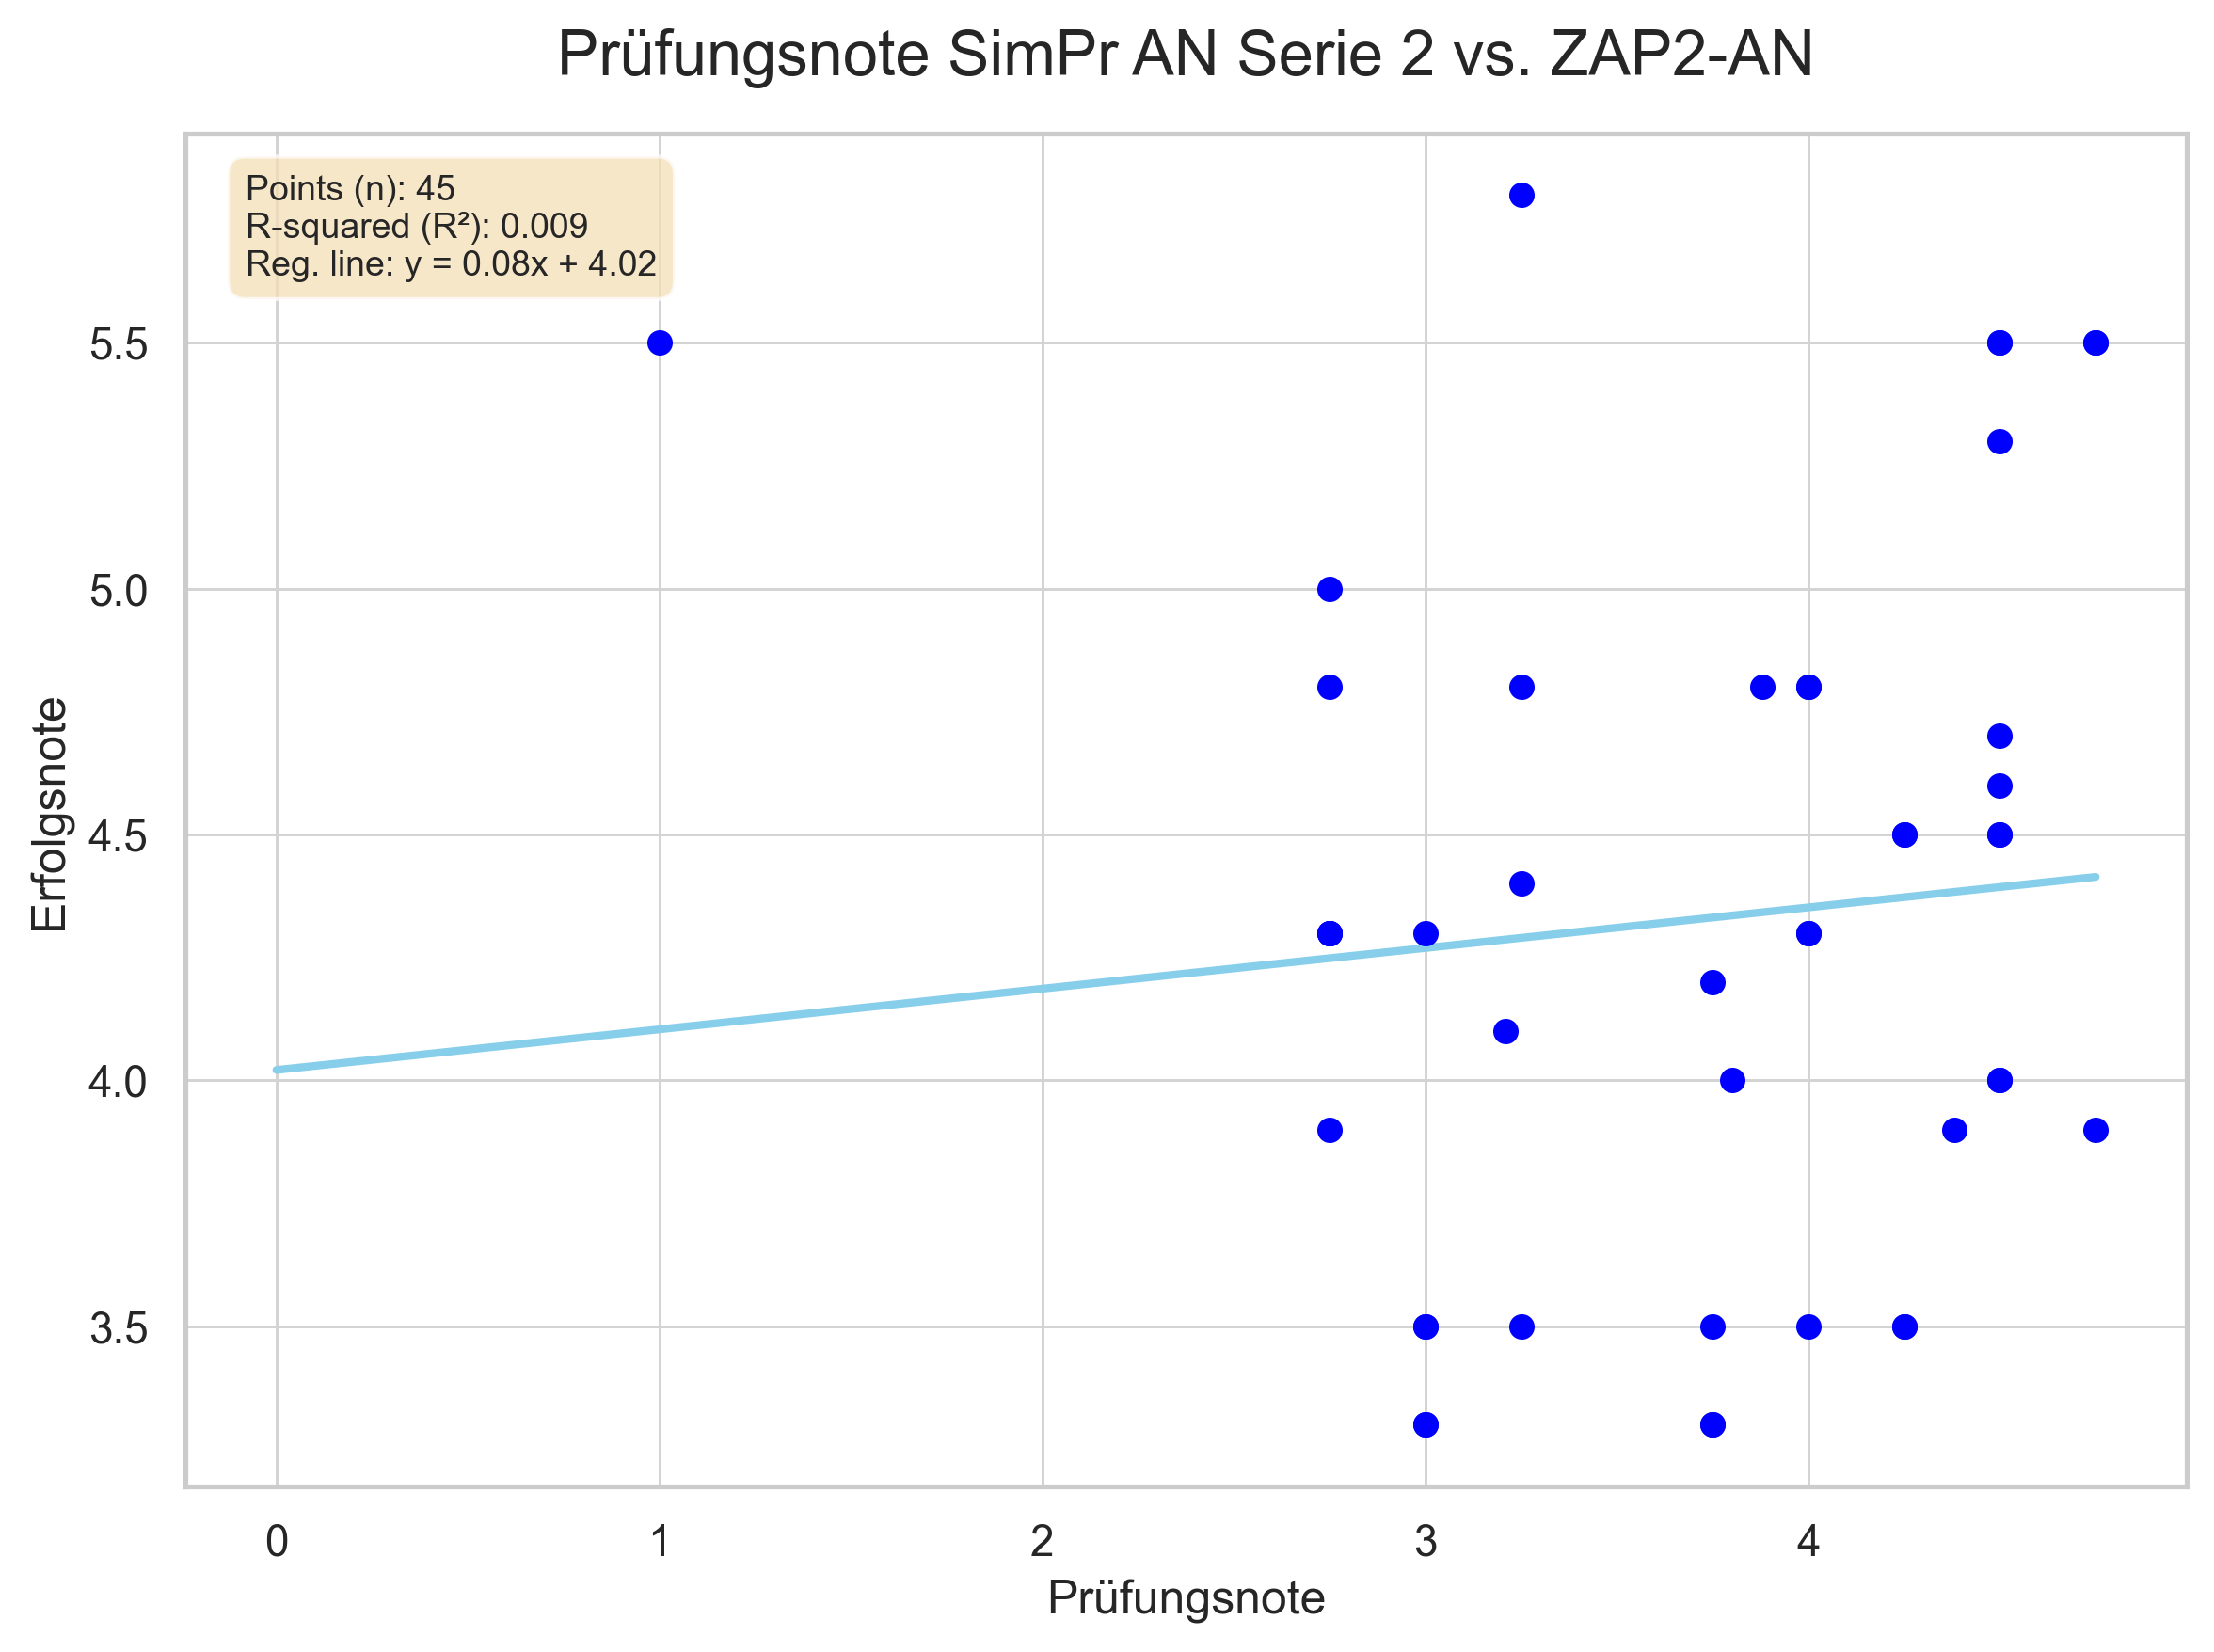 Prüfungsnote SimPr AN Serie 2 vs. ZAP2-AN
Points (n): 45
R-squared (R²): 0.009
Reg. line: y = 0.08x + 4.02
5.5
5.0
4.5
4.0
3.5
Erfolgsnote
0 1 2 3 4
Prüfungsnote